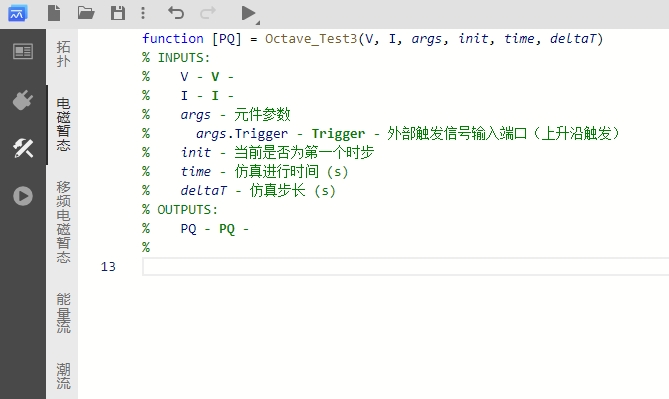 拓扑
电磁暂态
移频电磁暂态
能量流
潮流
function [PQ] = Octave_Test3(V, I, args, init, time, deltaT)
% INPUTS:
%    V - V -
%    I - I -
%    args - 元件参数
%      args.Trigger - Trigger - 外部触发信号输入端口（上升沿触发）
%    init - 当前是否为第一个时步
%    time - 仿真进行时间 (s)
%    deltaT - 仿真步长 (s)
% OUTPUTS:
%    PQ - PQ -
%
13